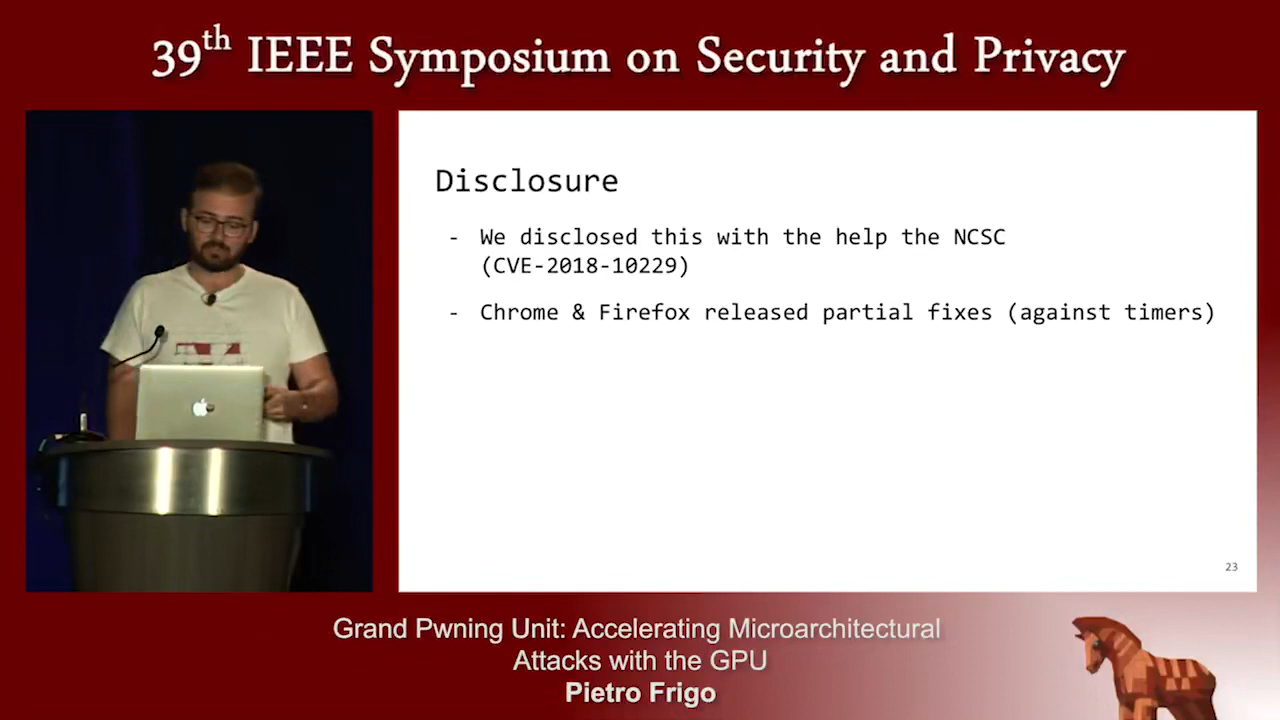 39th IEEE Symposium on Security and Privacy
Disclosure
- We disclosed this with the help the NCSC
(CVE-2018-10229)
- Chrome & Firefox released partial fixes (against timers)
23
Grand Pwning Unit: Accelerating Microarchitectural
Attacks with the GPU
Pietro Frigo